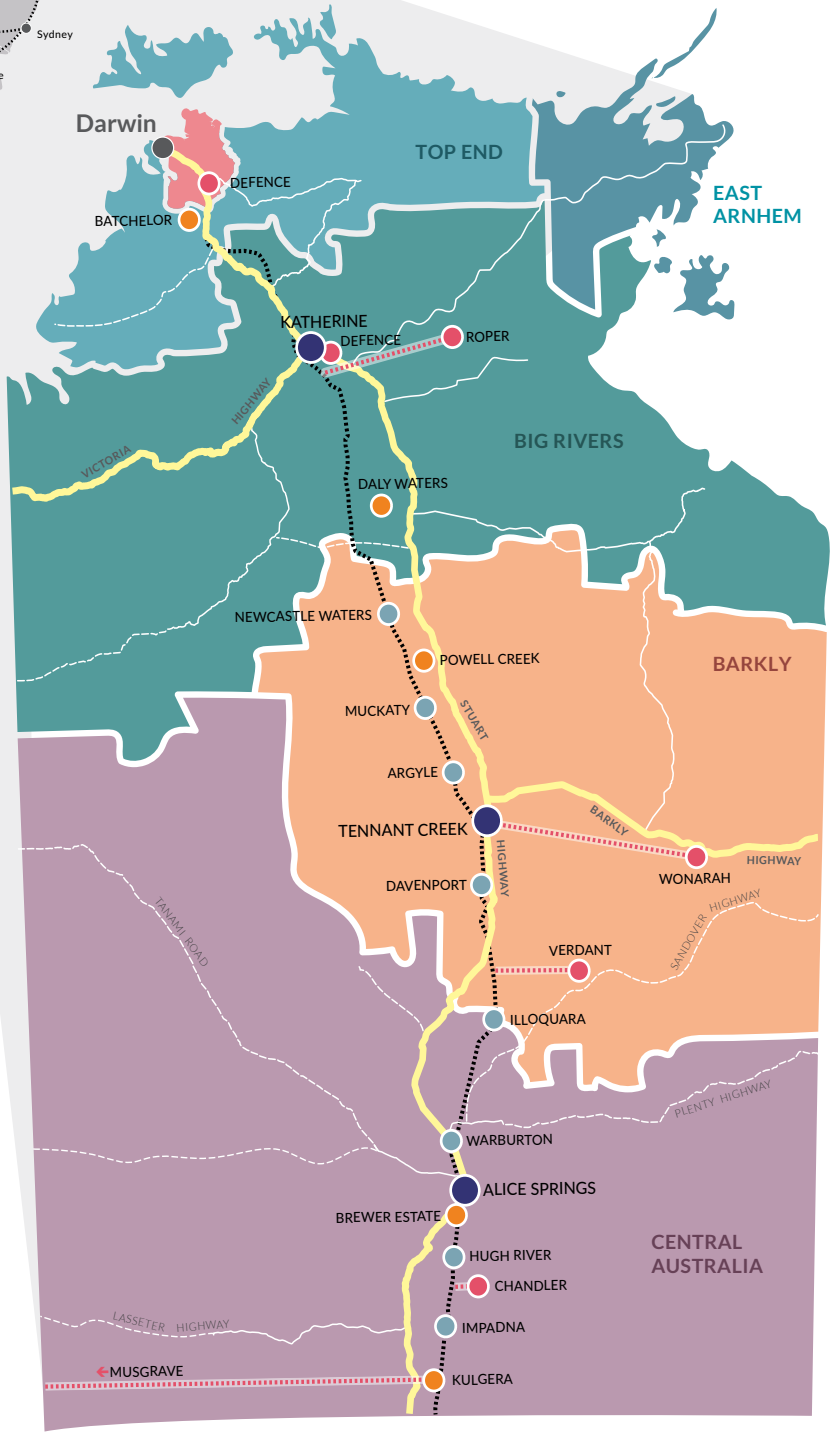 Sydney
e
Darwin
TOP END
DEFENCE
EAST
ARNHEM
BATCHELOR
KATHERINE
DEFENCE
ROPER
HIGHWAY
VICTORIA
BIG RIVERS
DALY WATERS
NEWCASTLE WATERS
POWELL CREEK
BARKLY
MUCKATY
STUART
ARGYLE
BARKLY
TENNANT CREEK
HIGHWAY
HIGHWAY
WONARAH
DAVENPORT
SANDOVER HIGHWAY
TANAMI ROAD
VERDANT
ILLOQUARA
PLENTY HIGHWAY
WARBURTON
ALICE SPRINGS
BREWER ESTATE
CENTRAL
AUSTRALIA
HUGH RIVER
CHANDLER
LASSETER HIGHWAY
IMPADNA
←MUSGRAVE
KULGERA